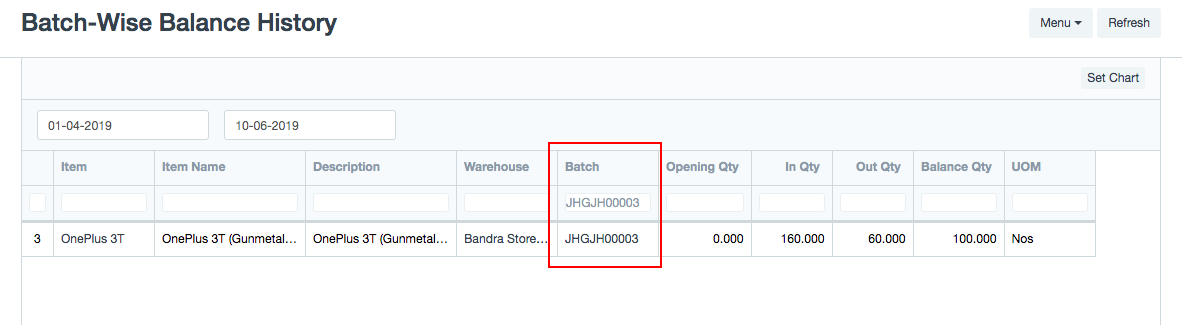 Batch-Wise Balance History
Menu Refresh
Set Chart
01-04-2019 10-06-2019
Item Item Name Description Warehouse Batch Opening Qty In Qty Out Qty Balance Qty UOM
JHGJH00003
3 OnePlus 3T OnePlus 3T (Gunmetal... OnePlus 3T (Gunmetal... Bandra Store... JHGJH00003 0.000 160.000 60.000 100.000 Nos